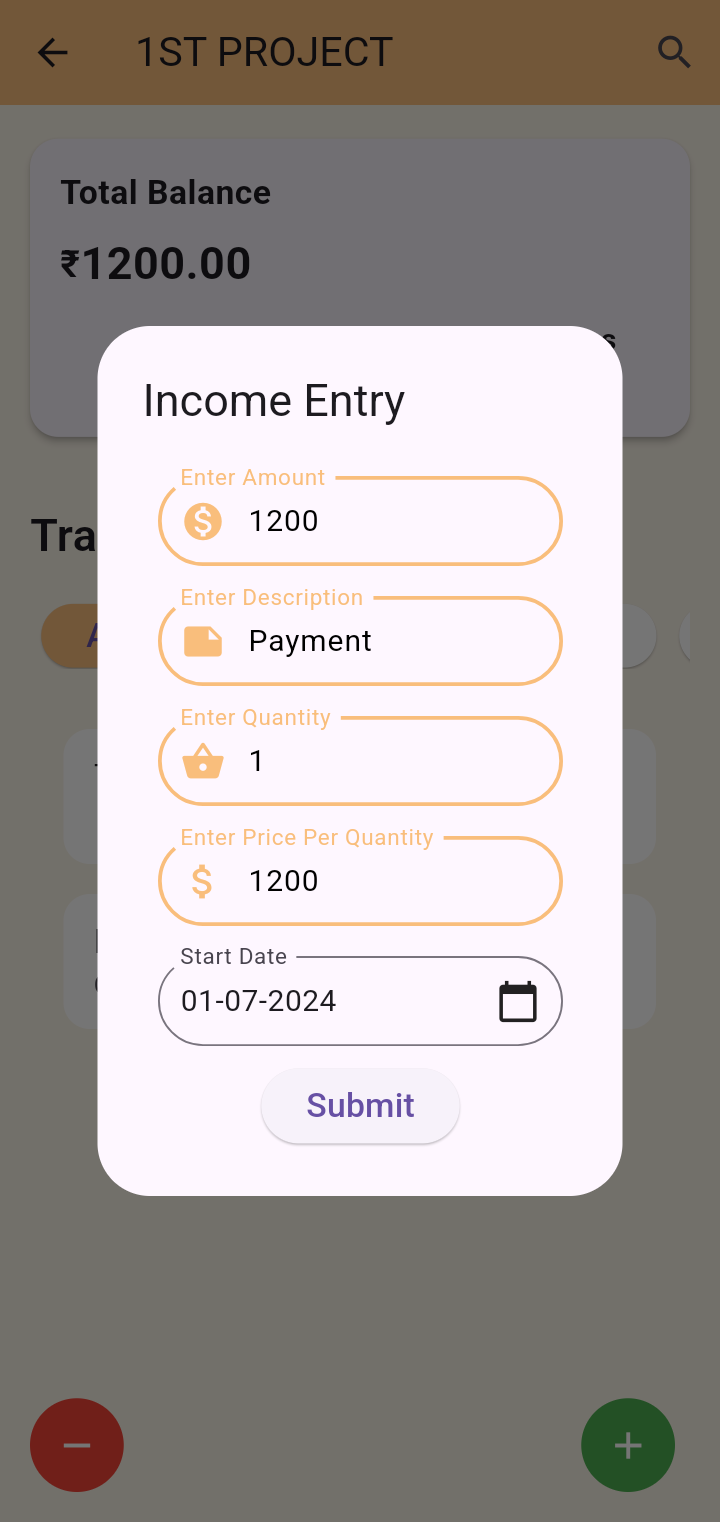 1ST PROJECT
Total Balance
₹1200.00
Income Entry
Enter Amount
1200
Enter Description
Payment
Enter Quantity
1
Enter Price Per Quantity
1200
Start Date
01-07-2024
Submit